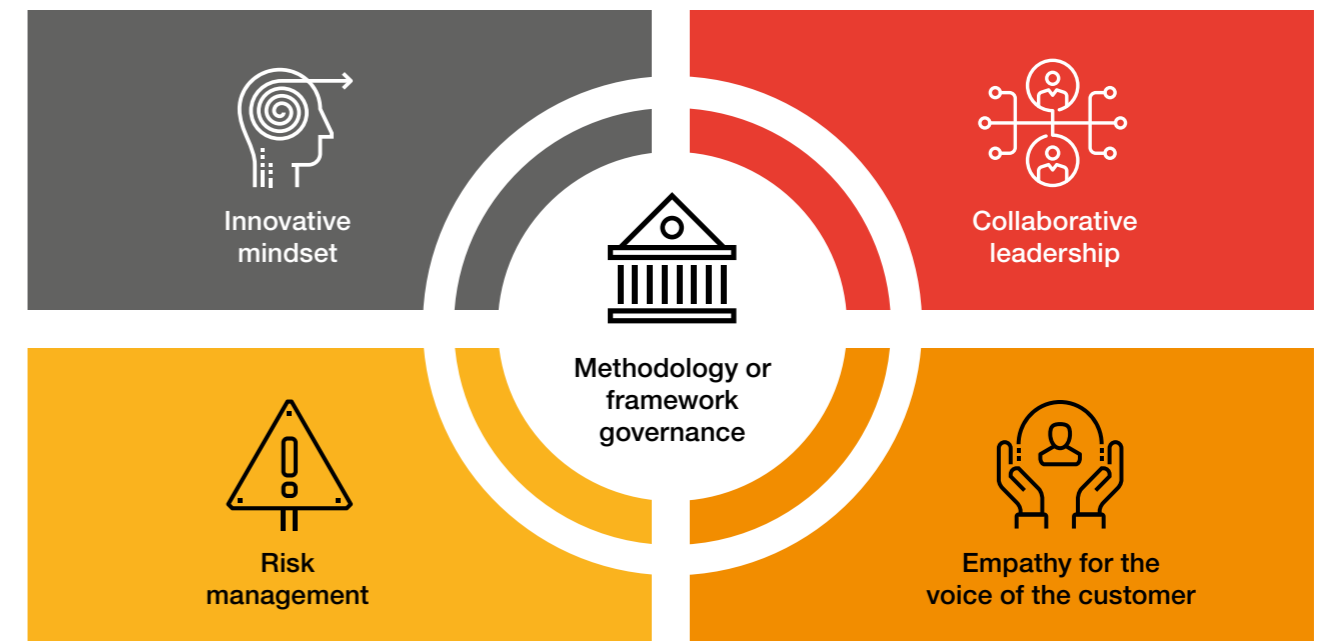 Innovative
mindset
Collaborative
leadership
Methodology or
framework
governance
Risk
management
Empathy for the
voice of the customer